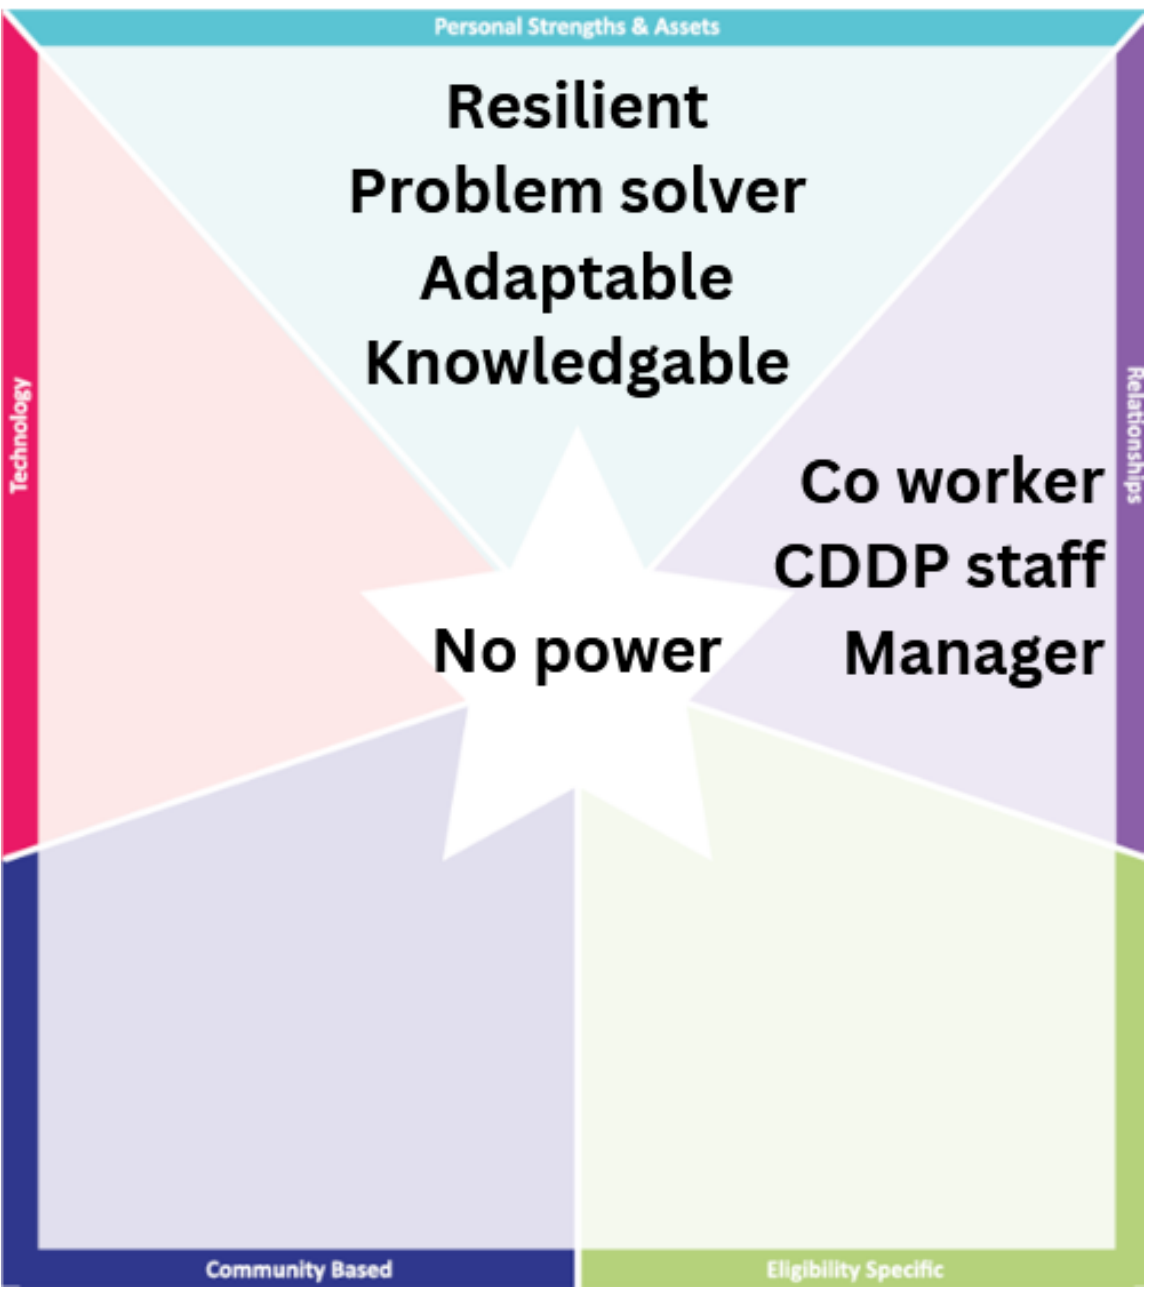 Personal Strengths & Assets
Resilient
Problem solver
Adaptable
Knowledgable
Technology
Relationships
Co worker
CDDP staff
Manager
No power
Community Based
Eligibility Specific